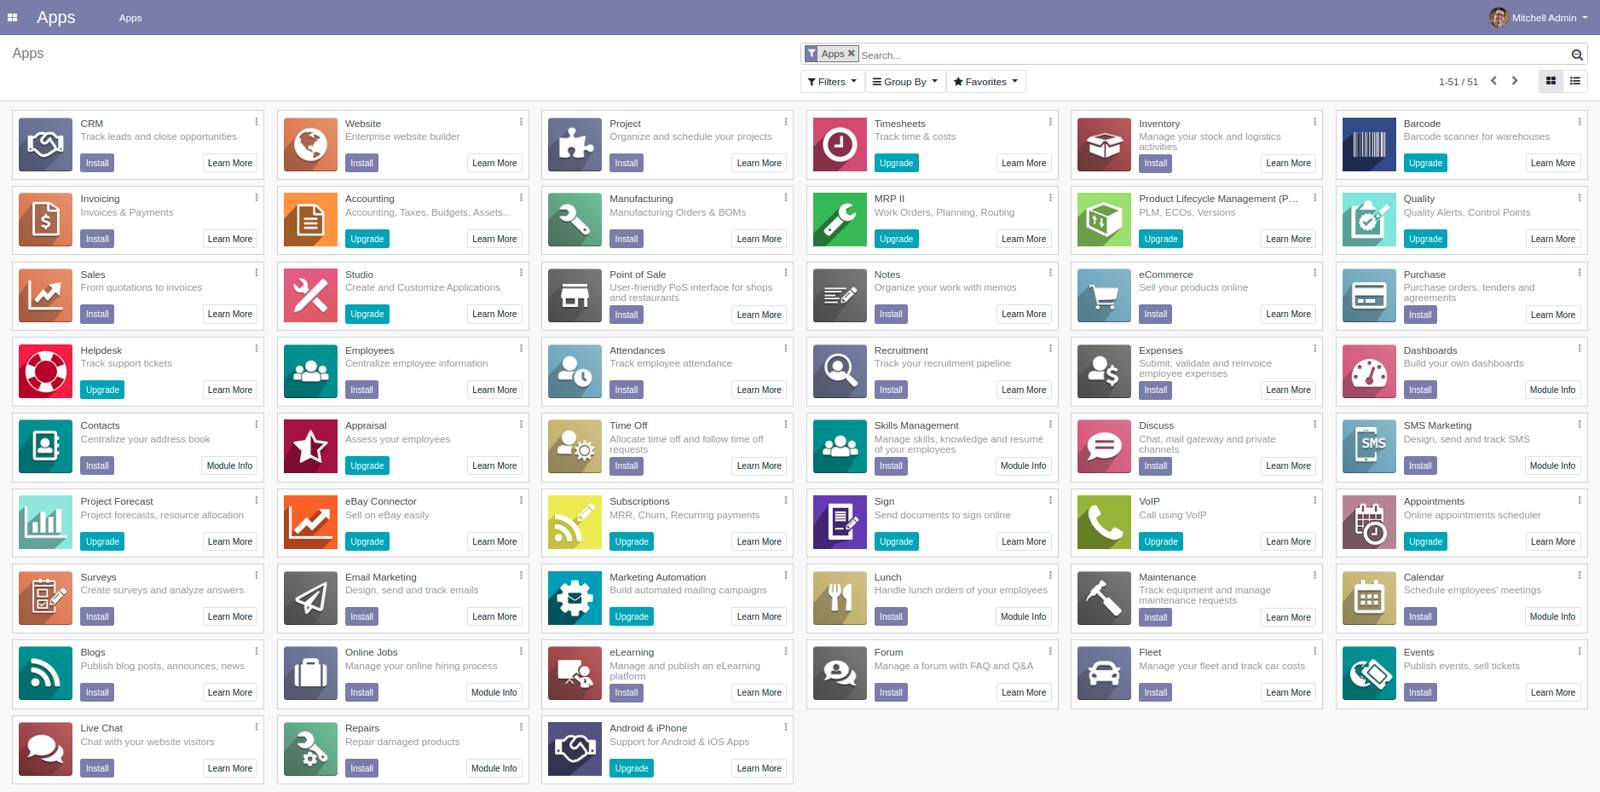 Apps
Apps
Mitchell Admin
Apps
Apps
Search...
Filters
Group By
Favorites
1-51 / 51
CRM
Track leads and close opportunities
Install
Learn More
Website
Enterprise website builder
Install
Learn More
Project
Organize and schedule your projects
Install
Learn More
Timesheets
Track time & costs
Upgrade
Learn More
Inventory
Manage your stock and logistics
activities
Install
Learn More
Barcode
Barcode scanner for warehouses
Upgrade
Learn More
Invoicing
Invoices & Payments
Install
Learn More
Accounting
Accounting, Taxes, Budgets, Assets...
Upgrade
Learn More
Manufacturing
Manufacturing Orders & BOMs
Install
Learn More
MRP II
Work Orders, Planning, Routing
Upgrade
Learn More
Product Lifecycle Management (P...
PLM, ECOs, Versions
Upgrade
Learn More
Quality
Quality Alerts, Control Points
Upgrade
Learn More
Sales
From quotations to invoices
Install
Learn More
Studio
Create and Customize Applications
Upgrade
Learn More
Point of Sale
User-friendly PoS interface for shops
and restaurants
Install
Learn More
Notes
Organize your work with memos
Install
Learn More
eCommerce
Sell your products online
Install
Learn More
Purchase
Purchase orders, tenders and
agreements
Install
Learn More
Helpdesk
Track support tickets
Upgrade
Learn More
Employees
Centralize employee information
Install
Learn More
Attendances
Track employee attendance
Install
Learn More
Recruitment
Track your recruitment pipeline
Install
Learn More
Expenses
Submit, validate and reinvoice
employee expenses
Install
Learn More
Dashboards
Build your own dashboards
Install
Module Info
Contacts
Centralize your address book
Install
Module Info
Appraisal
Assess your employees
Upgrade
Learn More
Time Off
Allocate time off and follow time off
requests
Install
Learn More
Skills Management
Manage skills, knowledge and resumé
of your employees
Install
Module Info
Discuss
Chat, mail gateway and private
channels
Install
Learn More
SMS
SMS Marketing
Design, send and track SMS
Install
Module Info
Project Forecast
Project forecasts, resource allocation
Upgrade
Learn More
eBay Connector
Sell on eBay easily
Upgrade
Learn More
Subscriptions
MRR, Churn, Recurring payments
Upgrade
Learn More
Sign
Send documents to sign online
Upgrade
Learn More
VoIP
Call using VoIP
Upgrade
Learn More
Appointments
Online appointments scheduler
Upgrade
Learn More
Surveys
Create surveys and analyze answers
Install
Learn More
Email Marketing
Design, send and track emails
Install
Learn More
Marketing Automation
Build automated mailing campaigns
Upgrade
Learn More
Lunch
Handle lunch orders of your employees
Install
Module Info
Maintenance
Track equipment and manage
maintenance requests
Install
Learn More
Calendar
Schedule employees' meetings
Install
Module Info
Blogs
Publish blog posts, announces, news
Install
Learn More
Online Jobs
Manage your online hiring process
Install
Module Info
eLearning
Manage and publish an eLearning
platform
Install
Learn More
Forum
Manage a forum with FAQ and Q&A
Install
Learn More
Fleet
Manage your fleet and track car costs
Install
Learn More
Events
Publish events, sell tickets
Install
Learn More
Live Chat
Chat with your website visitors
Install
Learn More
Repairs
Repair damaged products
Install
Module Info
Android & iPhone
Support for Android & iOS Apps
Upgrade
Learn More